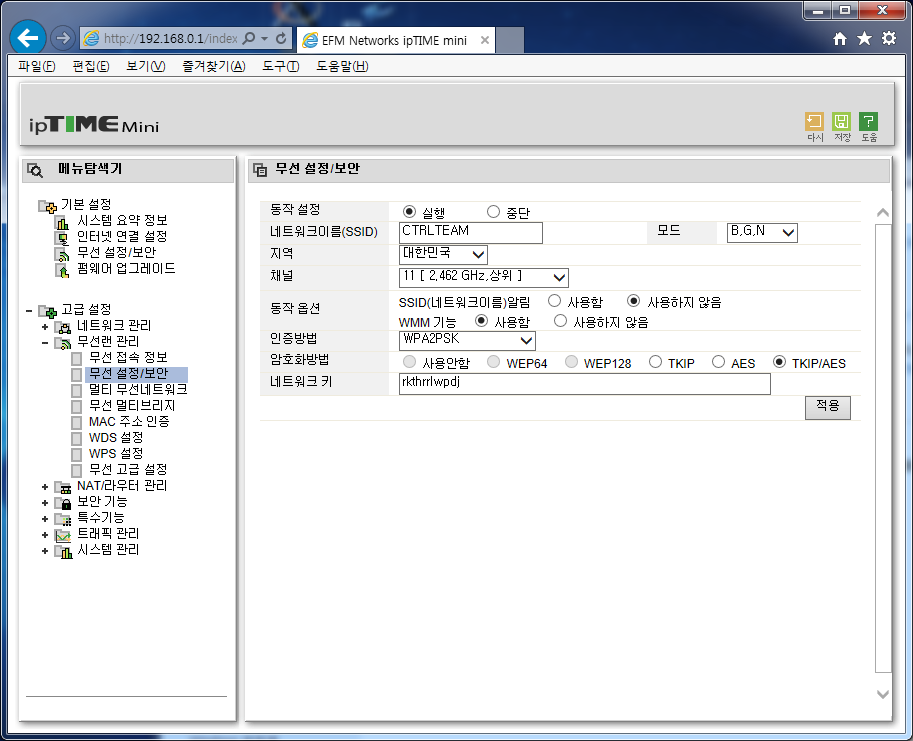 http://192.168.0.1/index
EFM Networks ipTIME mini
파일(F) 편집(E) 보기(V) 즐겨찾기(A) 도구(T) 도움말(H)
ipTIME Mini
다시 저장 도움
메뉴탐색기
기본 설정
시스템 요약 정보
인터넷 연결 설정
무선 설정/보안
펌웨어 업그레이드
고급 설정
네트워크 관리
무선랜 관리
무선 접속 정보
무선 설정/보안
멀티 무선네트워크
무선 멀티브리지
MAC 주소 인증
WDS 설정
WPS 설정
무선 고급 설정
NAT/라우터 관리
보안 기능
특수기능
트래픽 관리
시스템 관리
무선 설정/보안
동작 설정 실행 중단
네트워크이름(SSID) CTRLTEAM 모드 B,G,N
지역 대한민국
채널 11 [ 2,462 GHz,상위 ]
동작 옵션 SSID(네트워크이름)알림 사용함 사용하지 않음
WMM 기능 사용함 사용하지 않음
인증방법 WPA2PSK
암호화방법 사용안함 WEP64 WEP128 TKIP AES TKIP/AES
네트워크 키 rkthrrlwpdj
적용